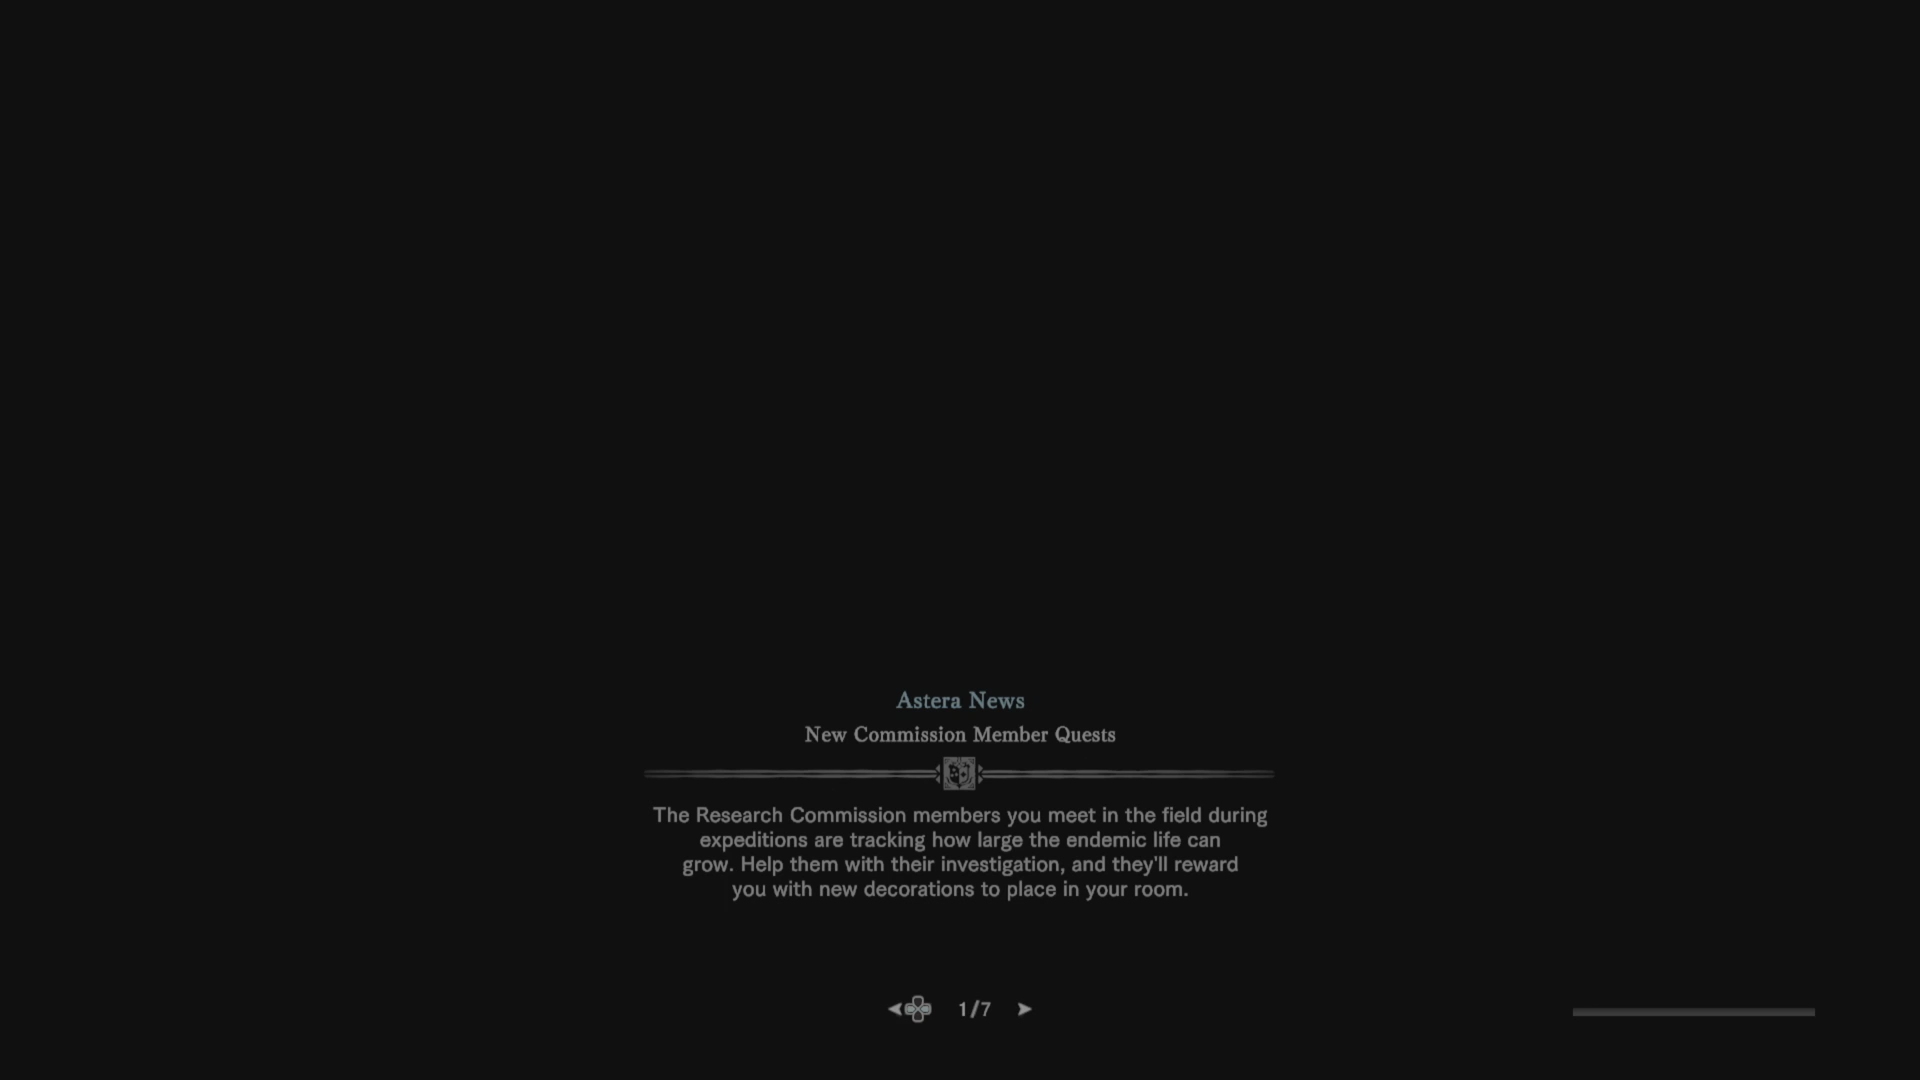 Astera News
New Commission Member Quests
The Research Commission members you meet in the field during
expeditions are tracking how large the endemic life can
grow. Help them with their investigation, and they'll reward
you with new decorations to place in your room.
1/7